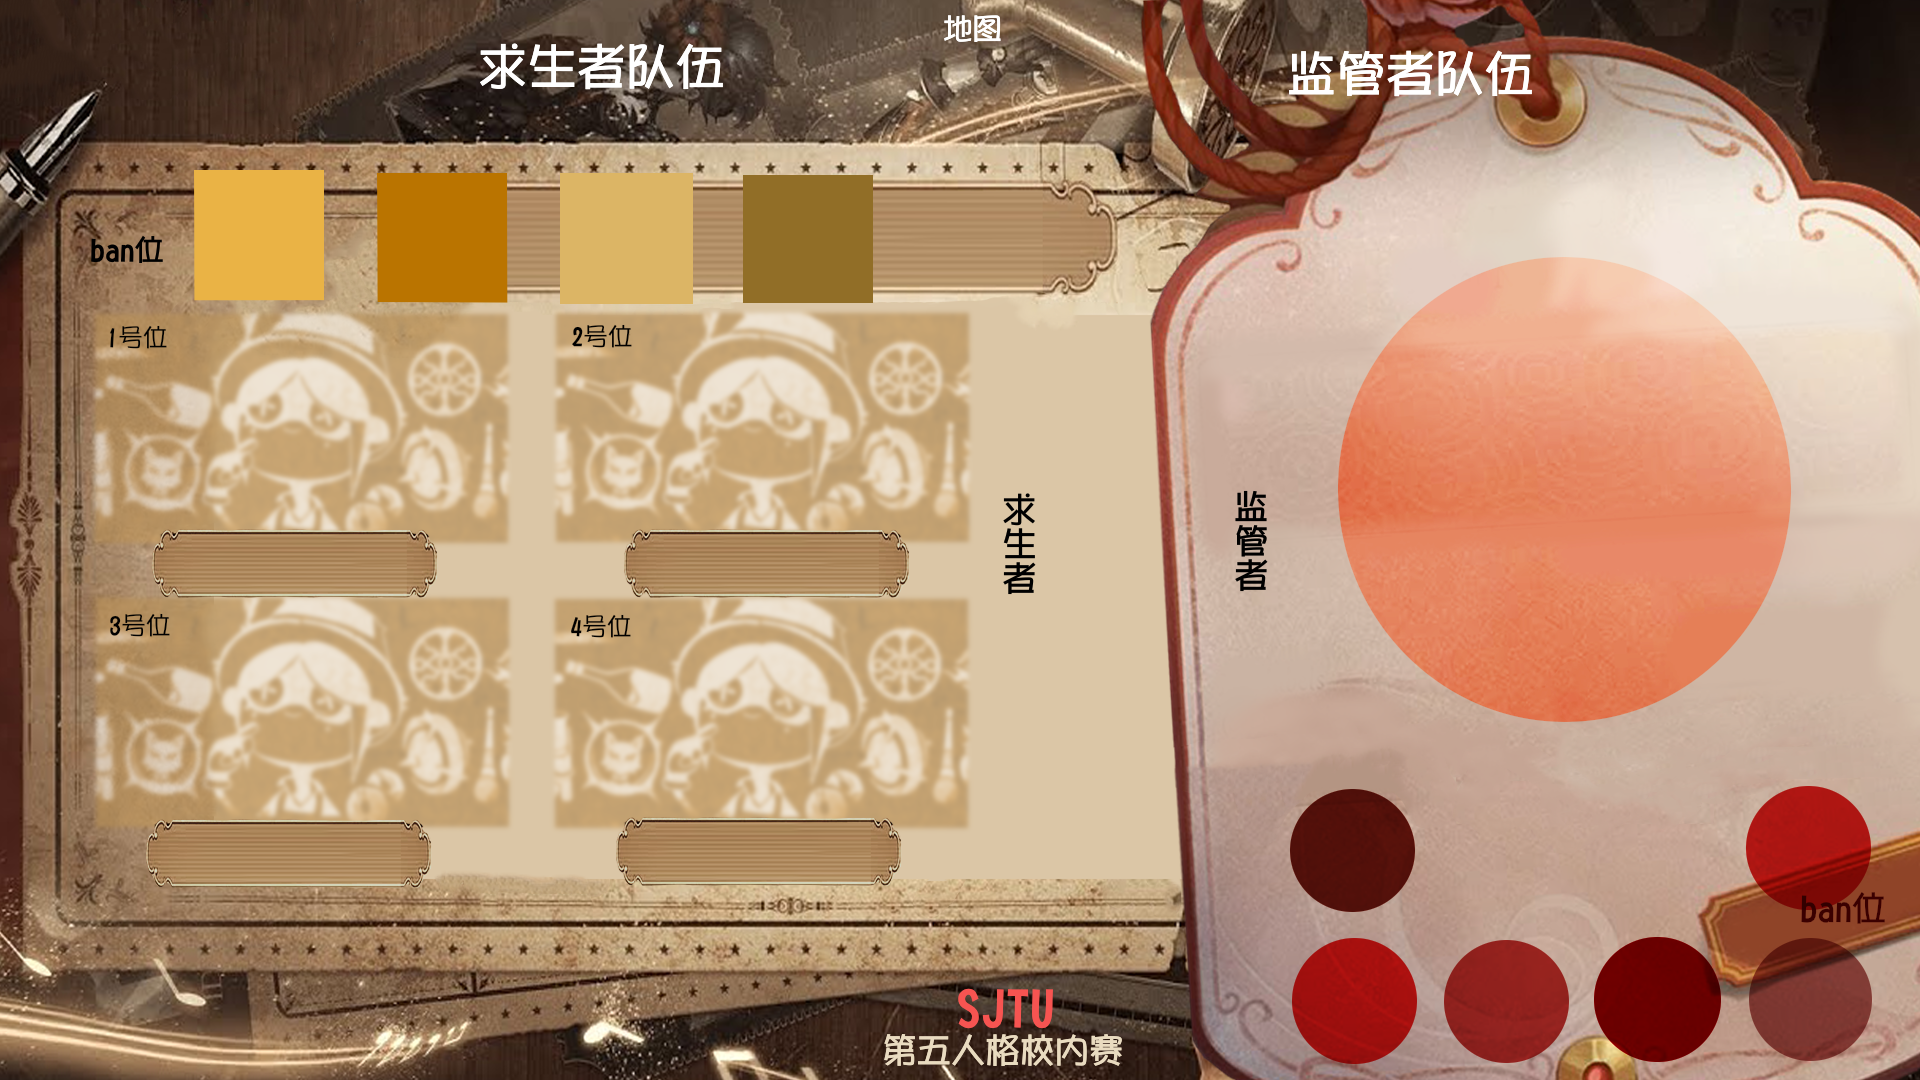 地图
求生者队伍
监管者队伍
ban位
1号位
2号位
求生者
监管者
3号位
4号位
ban位
SJTU
第五人格校内赛